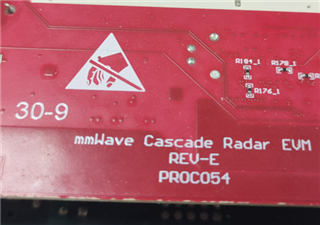 R184_1 R178_1
R176_1
30-9
mmWave Cascade Radar EVM
REV-E
PROC054